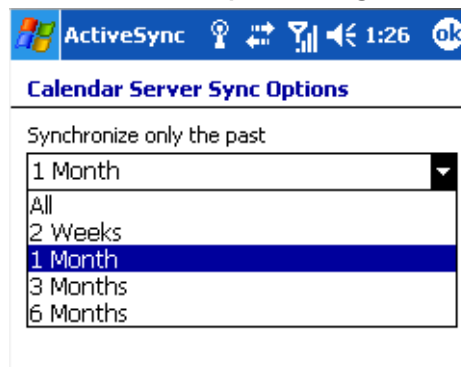 ActiveSync 1:26 ok
Calendar Server Sync Options
Synchronize only the past
1 Month
All
2 Weeks
1 Month
3 Months
6 Months